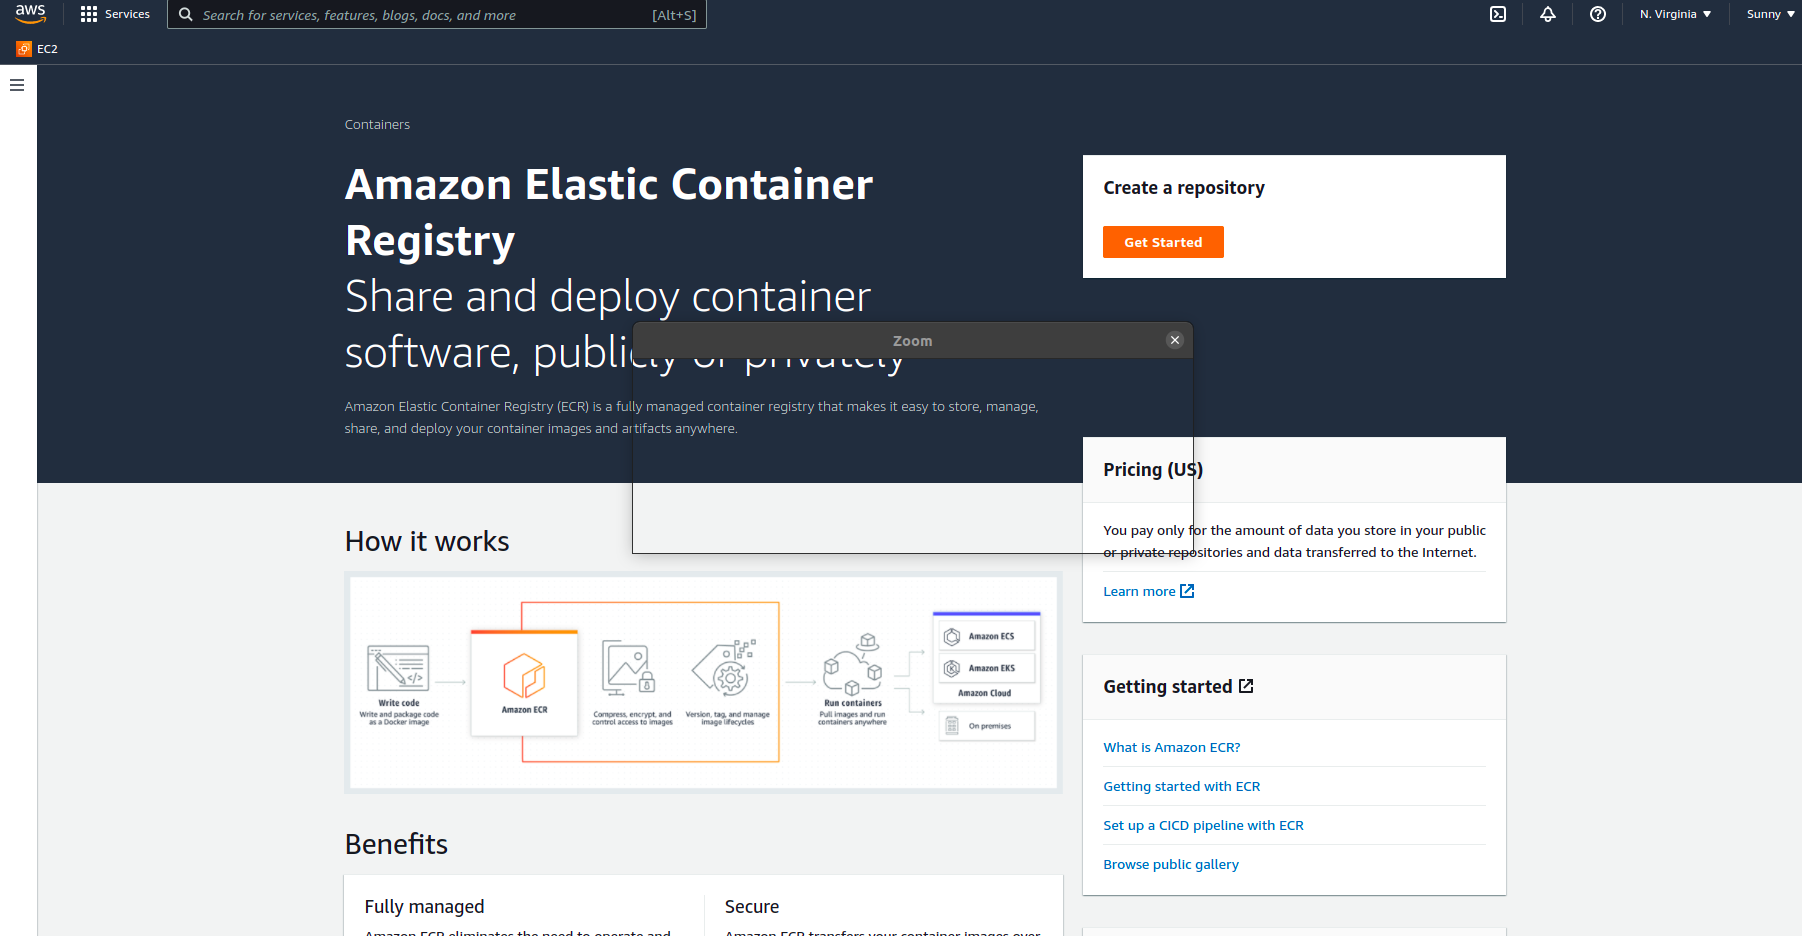 aws
Services
Search for services, features, blogs, docs, and more
[Alt+S]
N. Virginia
Sunny
EC2
Containers
Amazon Elastic Container
Registry
Share and deploy container
software, publicly or privately
Amazon Elastic Container Registry (ECR) is a fully managed container registry that makes it easy to store, manage,
share, and deploy your container images and artifacts anywhere.
Create a repository
Get Started
Zoom
Pricing (US)
You pay only for the amount of data you store in your public
or private repositories and data transferred to the Internet.
Learn more
How it works
Write code
Write and package code
as a Docker image
Amazon ECR
Compress, encrypt, and
control access to images
Version, tag, and manage
image lifecycles
Run containers
Pull images and run
containers anywhere
Amazon ECS
Amazon EKS
Amazon Cloud
On premises
Getting started
What is Amazon ECR?
Getting started with ECR
Set up a CICD pipeline with ECR
Browse public gallery
Benefits
Fully managed
Amazon ECR eliminates the need to operate and
Secure
Amazon ECR transfers your container images over